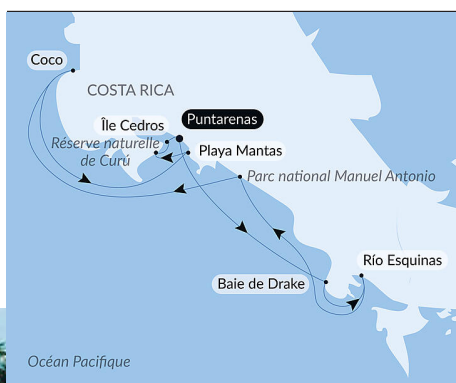 Coco
COSTA RICA
Île Cedros
Puntarenas
Réserve naturelle
de Curú
Playa Mantas
Parc national Manuel Antonio
Río Esquinas
Baie de Drake
Océan Pacifique